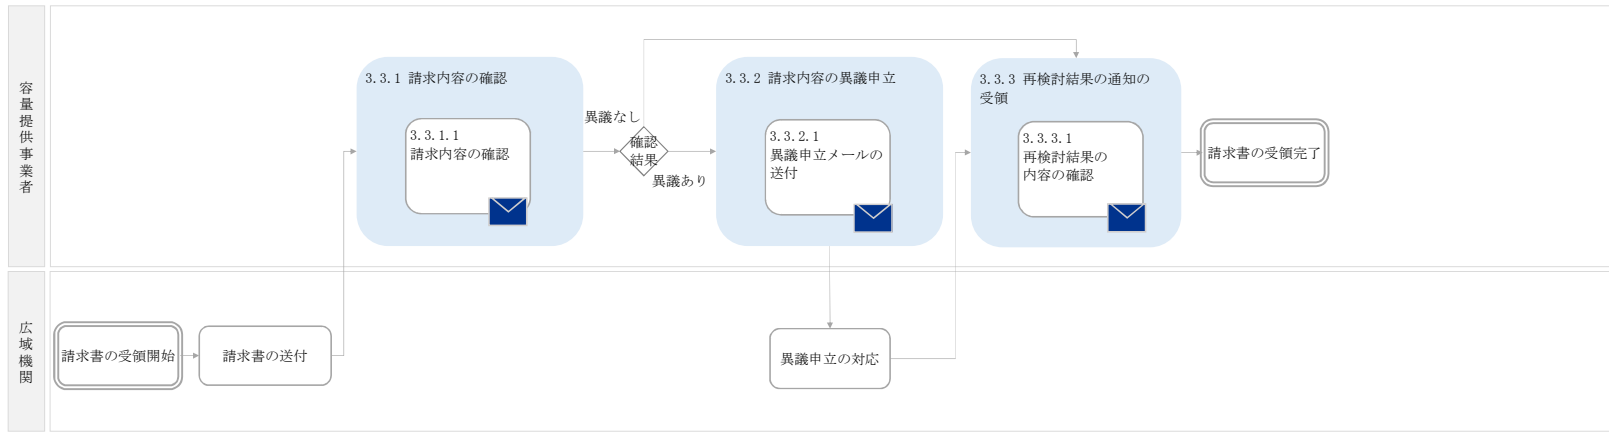 容量提供事業者
3.3.1 請求内容の確認
3.3.1.1
請求内容の確認
異議なし
確認
結果
異議あり
3.3.2 請求内容の異議申立
3.3.2.1
異議申立メールの
送付
3.3.3 再検討結果の通知の
受領
3.3.3.1
再検討結果の
内容の確認
請求書の受領完了
広域機関
請求書の受領開始
請求書の送付
異議申立の対応